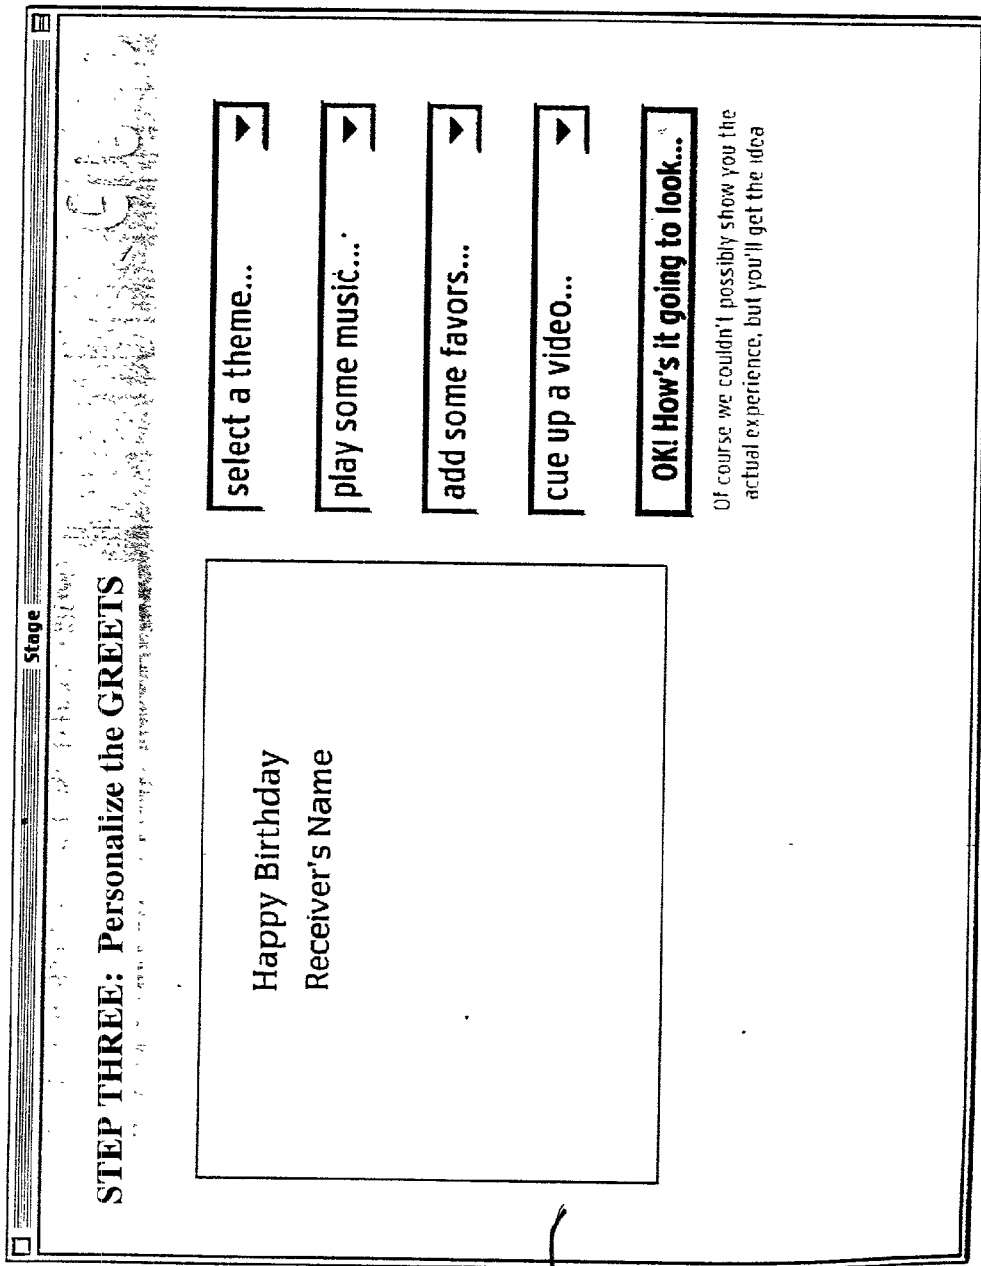 Stage
STEP THREE: Personalize the GREETS
Happy Birthday
Receiver's Name
select a theme...
play some music...
add some favors...
cue up a video...
OK! How's it going to look...
Of course we couldn't possibly show you the
actual experience, but you'll get the idea